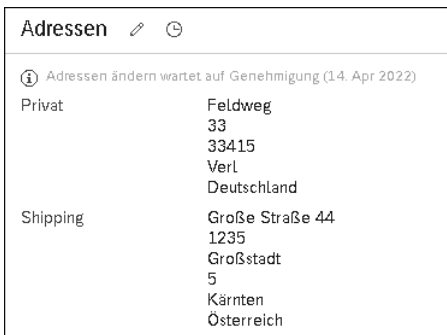 Adressen
Adressen ändern wartet auf Genehmigung (14. Apr 2022)
Privat Feldweg
33
33415
Verl
Deutschland
Shipping Große Straße 44
1235
Großstadt
5
Kärnten
Österreich